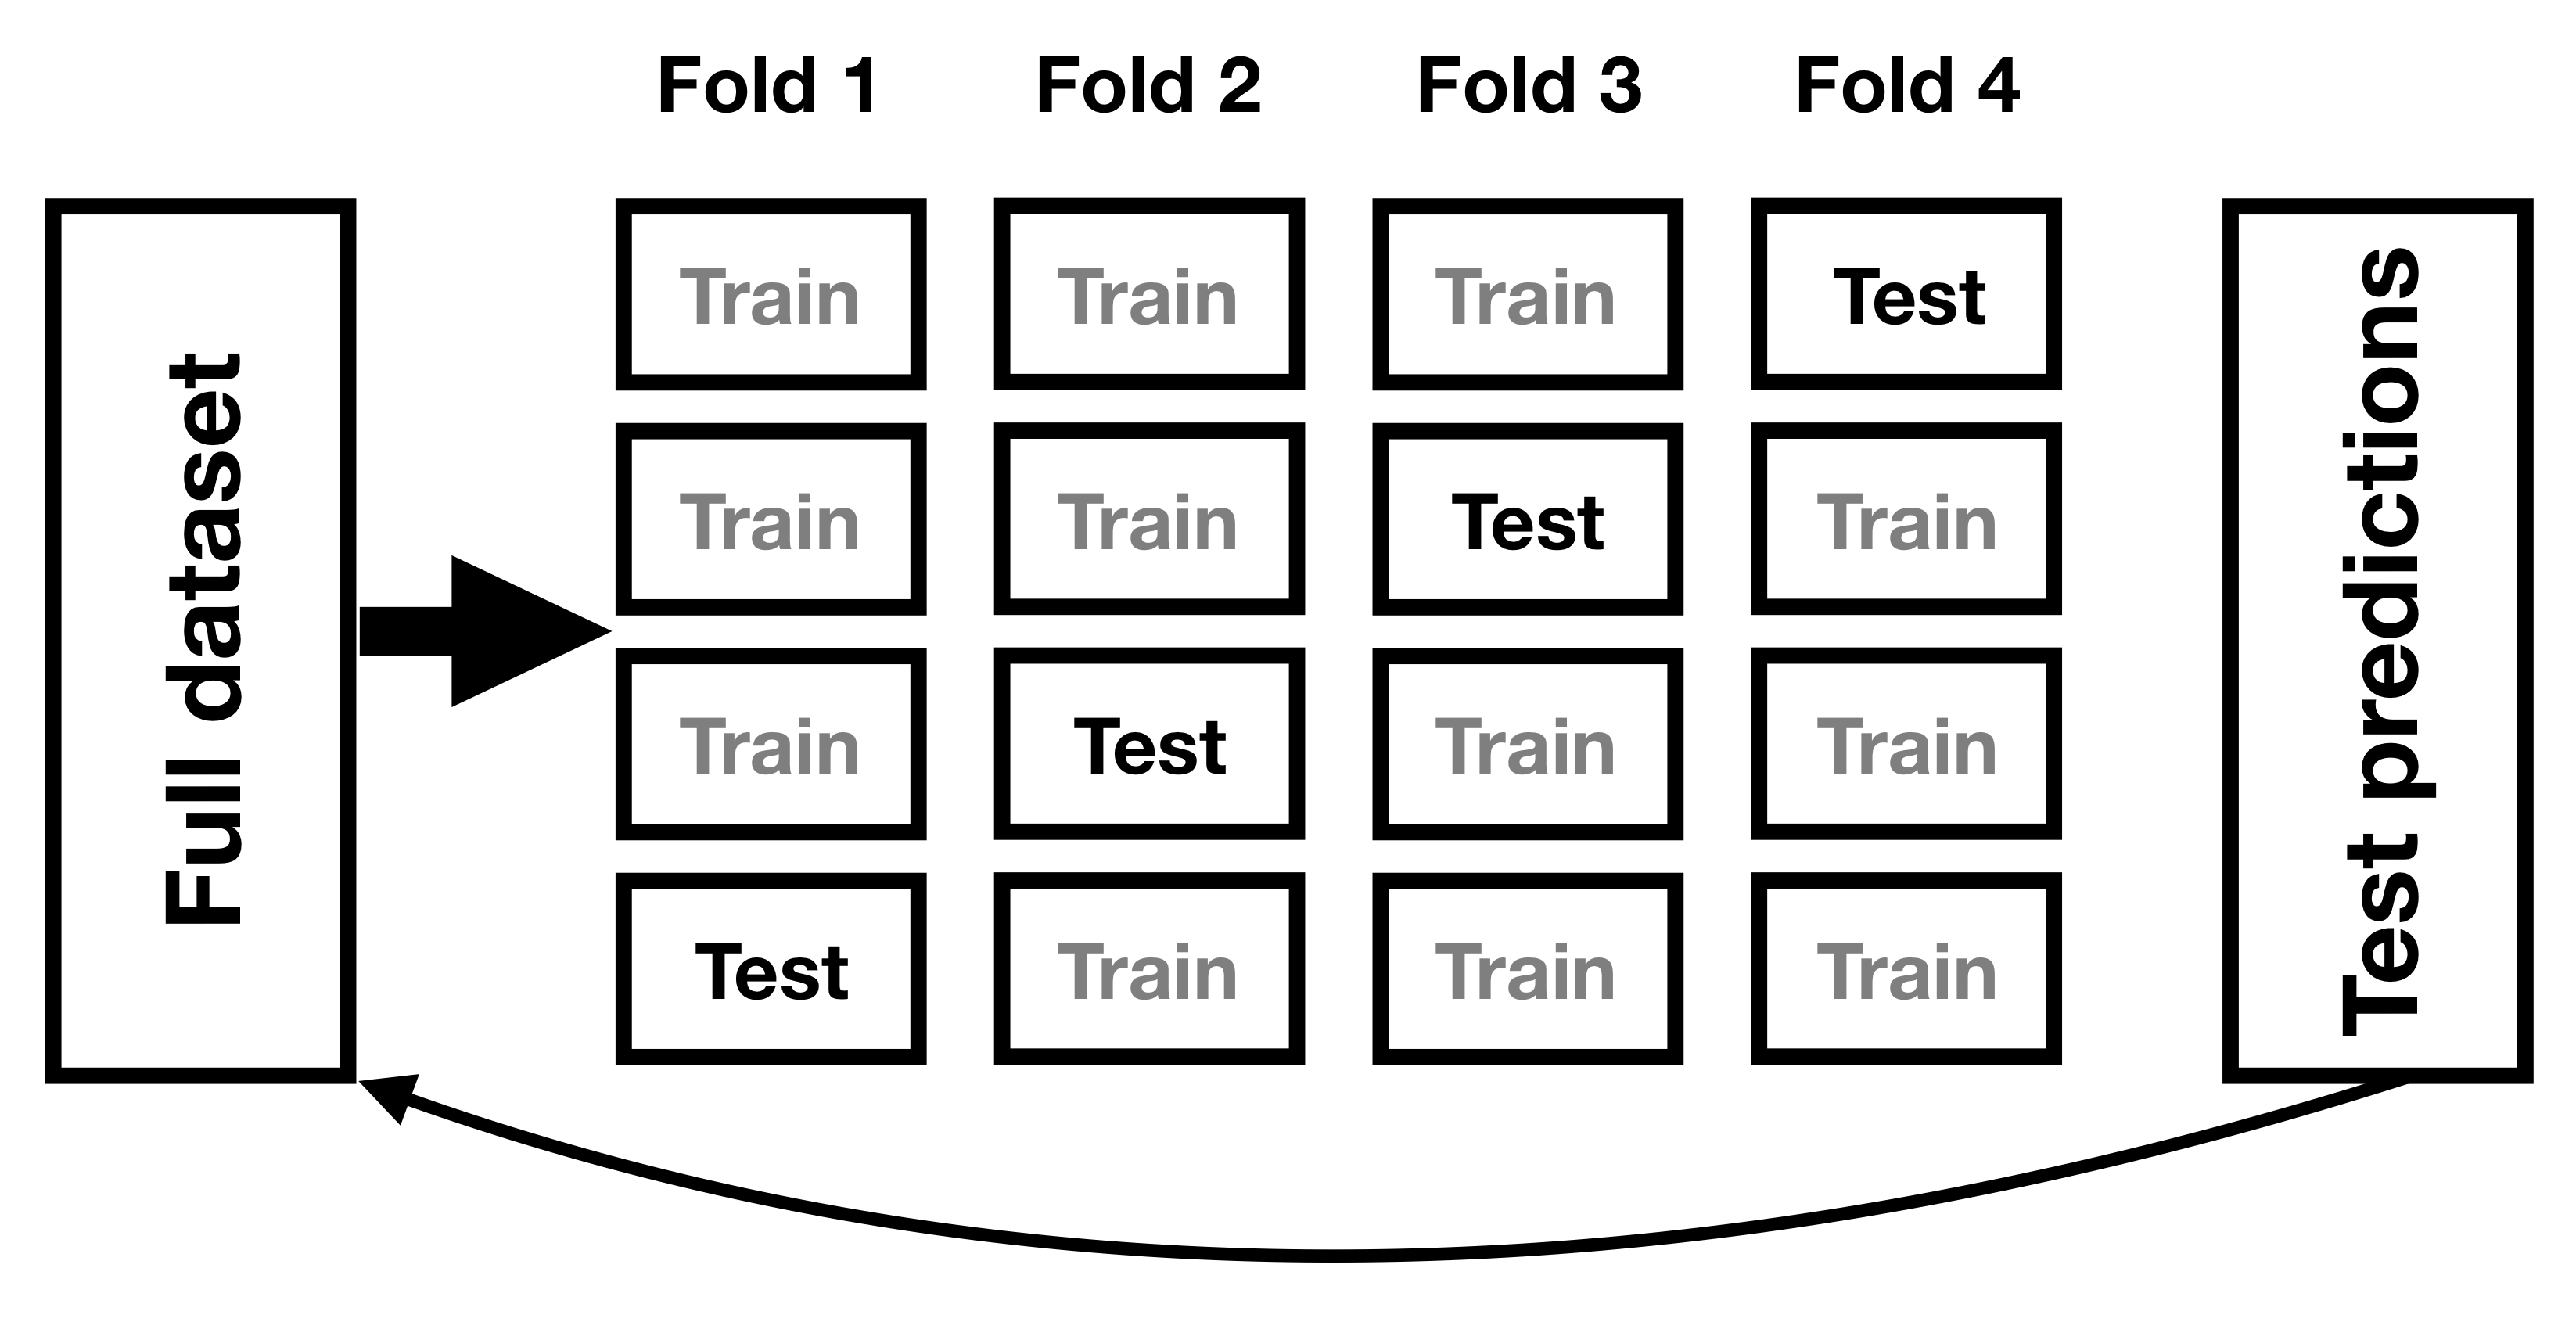 Fold 1 Fold 2 Fold 3 Fold 4
Full dataset
Train Train Train Test
Train Train Test Train
Train Test Train Train
Test Train Train Train
Test predictions